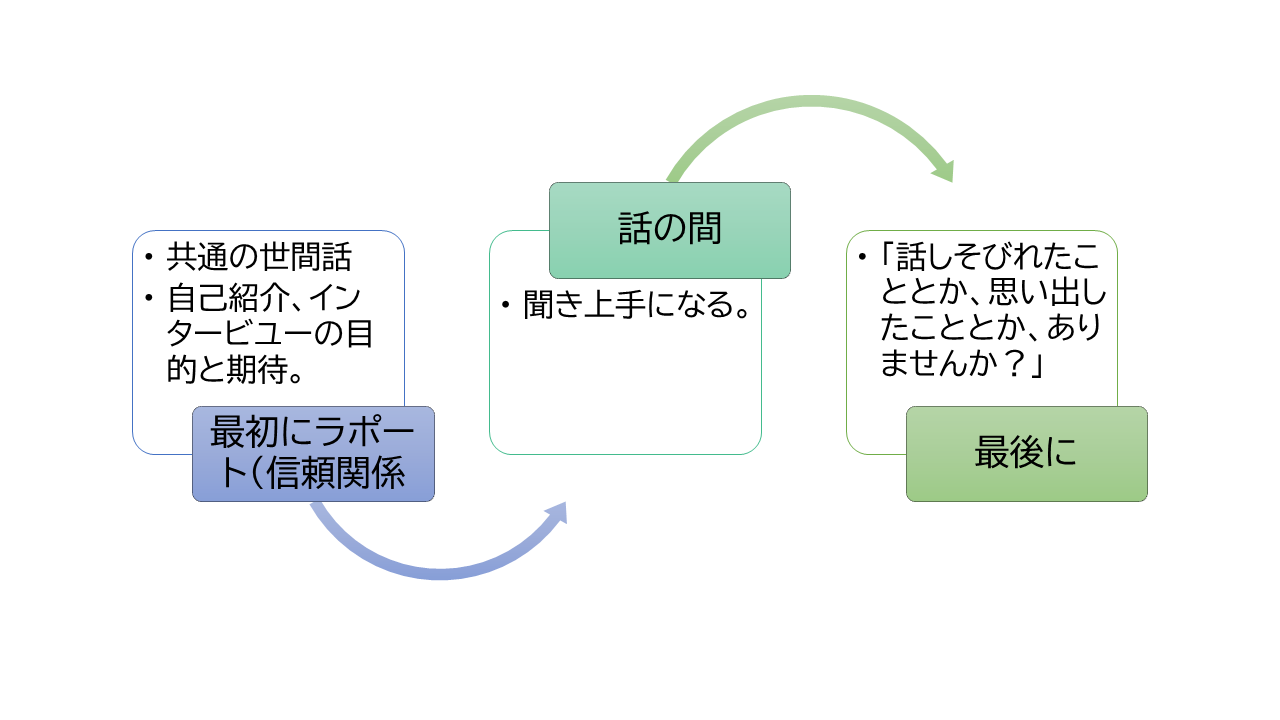 ・共通の世間話
・自己紹介、イン
タービユーの目
的と期待。
最初にラポー
ト（信頼関係
話の間
・聞き上手になる。
・「話しそびれたこ
ととか、思い出し
たこととか、あり
ませんか？」
最後に